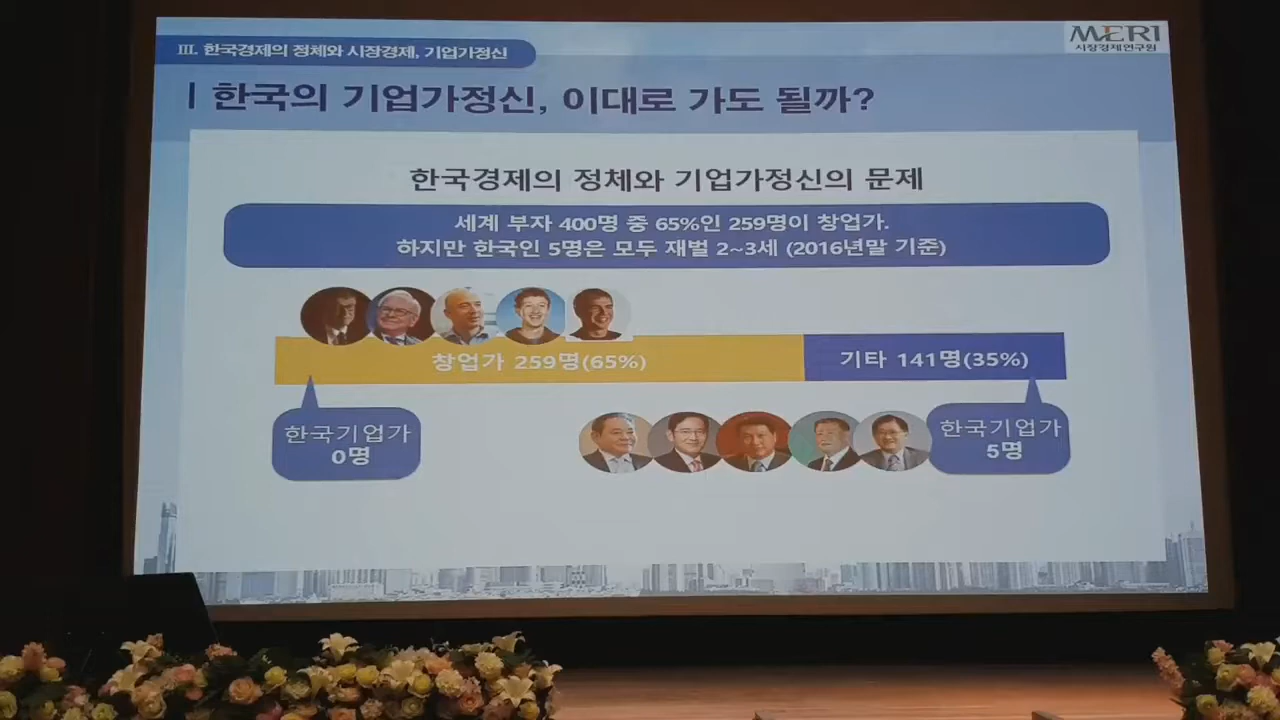 III. 한국경제의 정체와 시장경제, 기업가정신
MERI
시장경제연구원
| 한국의 기업가정신, 이대로 가도 될까?
한국경제의 정체와 기업가정신의 문제
세계 부자 400명 중 65%인 259명이 창업가.
하지만 한국인 5명은 모두 재벌 2~3세 (2016년말 기준)
창업가 259명(65%)
기타 141명(35%)
한국기업가
0명
한국기업가
5명